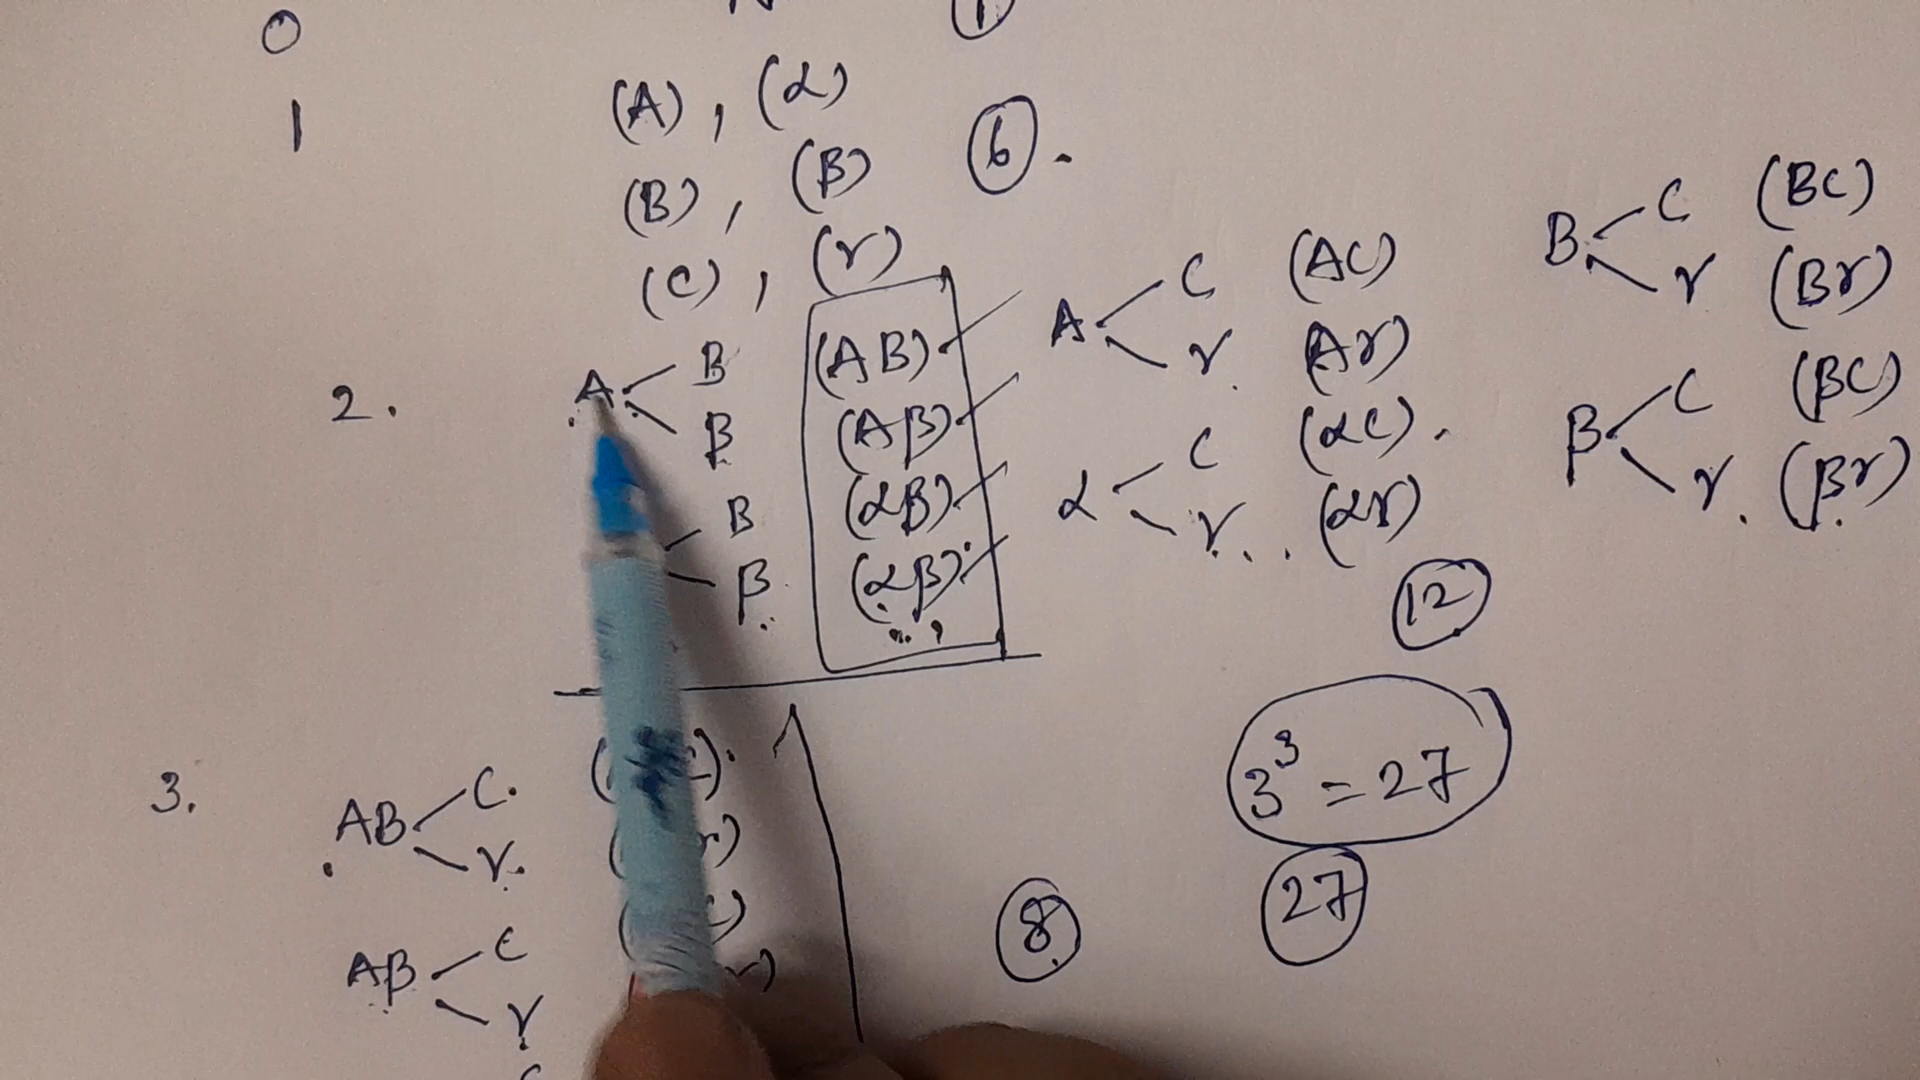 0
1 (A), (α)
(B), (β) 6.
(C), (γ)
2. A B (AB)
β (Aβ)
B (αB)
β (αβ)
A C (AC)
γ (Aγ)
α C (αC).
γ (αγ)
B C (BC)
γ (Bγ)
β C (βC)
γ (βγ)
12
3. AB C.
γ.
Aβ C
γ
8
3³ = 27
27